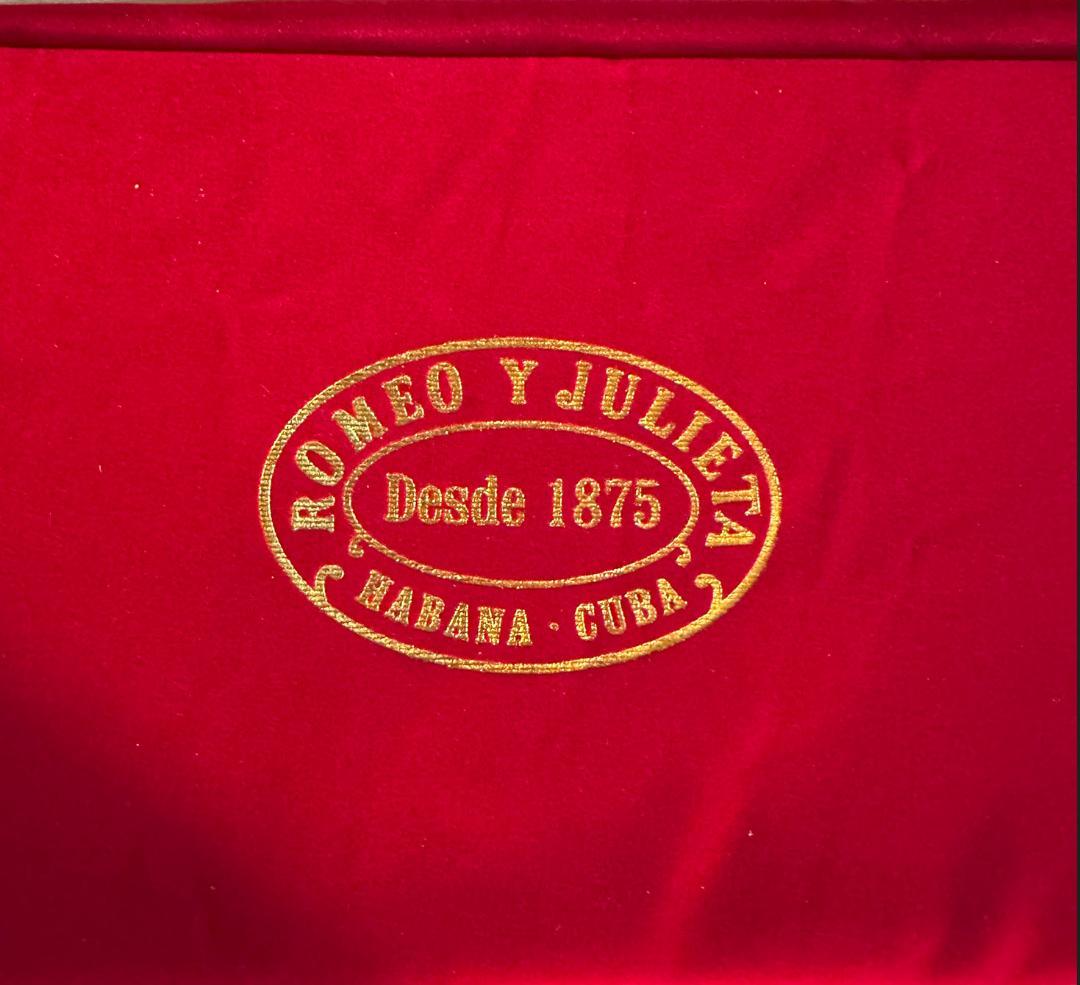 ROMEO Y JULIETA
Desde 1875
HABANA · CUBA